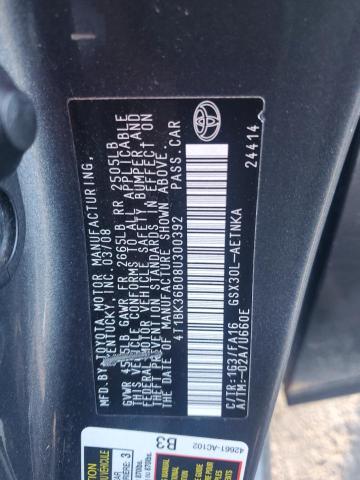 MFD. BY: TOYOTA MOTOR MANUFACTURING,
KENTUCKY, INC. 03/08
GVWR 4575LB GAWR FR 2665LB RR 2505LB
THIS VEHICLE CONFORMS TO ALL APPLICABLE
FEDERAL MOTOR VEHICLE SAFETY, BUMPER, AND
THEFT PREVENTION STANDARDS IN EFFECT ON
THE DATE OF MANUFACTURE SHOWN ABOVE.
4T1BK36B08U300392 PASS.CAR
C/TR:1G3/FA16 GSX30L-AETNKA
A/TM:-02A/U660E 24414
42661-AC102
B3
3